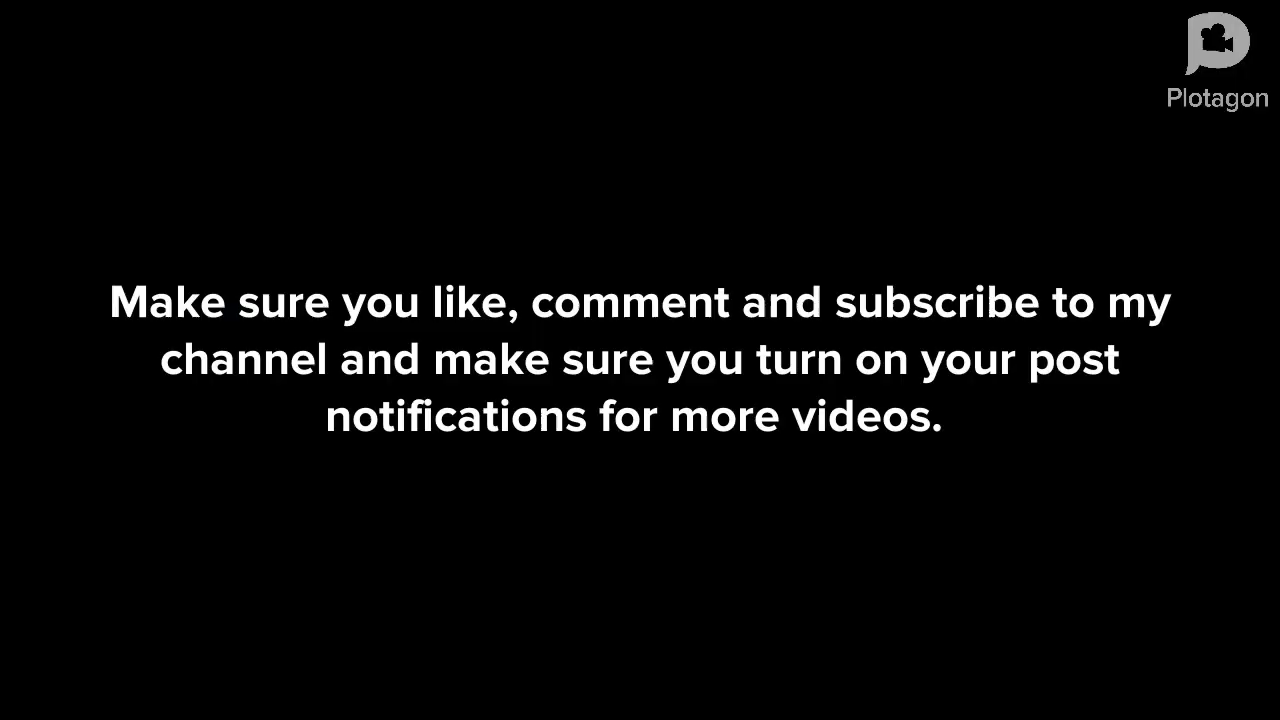 Plotagon
Make sure you like, comment and subscribe to my
channel and make sure you turn on your post
notifications for more videos.